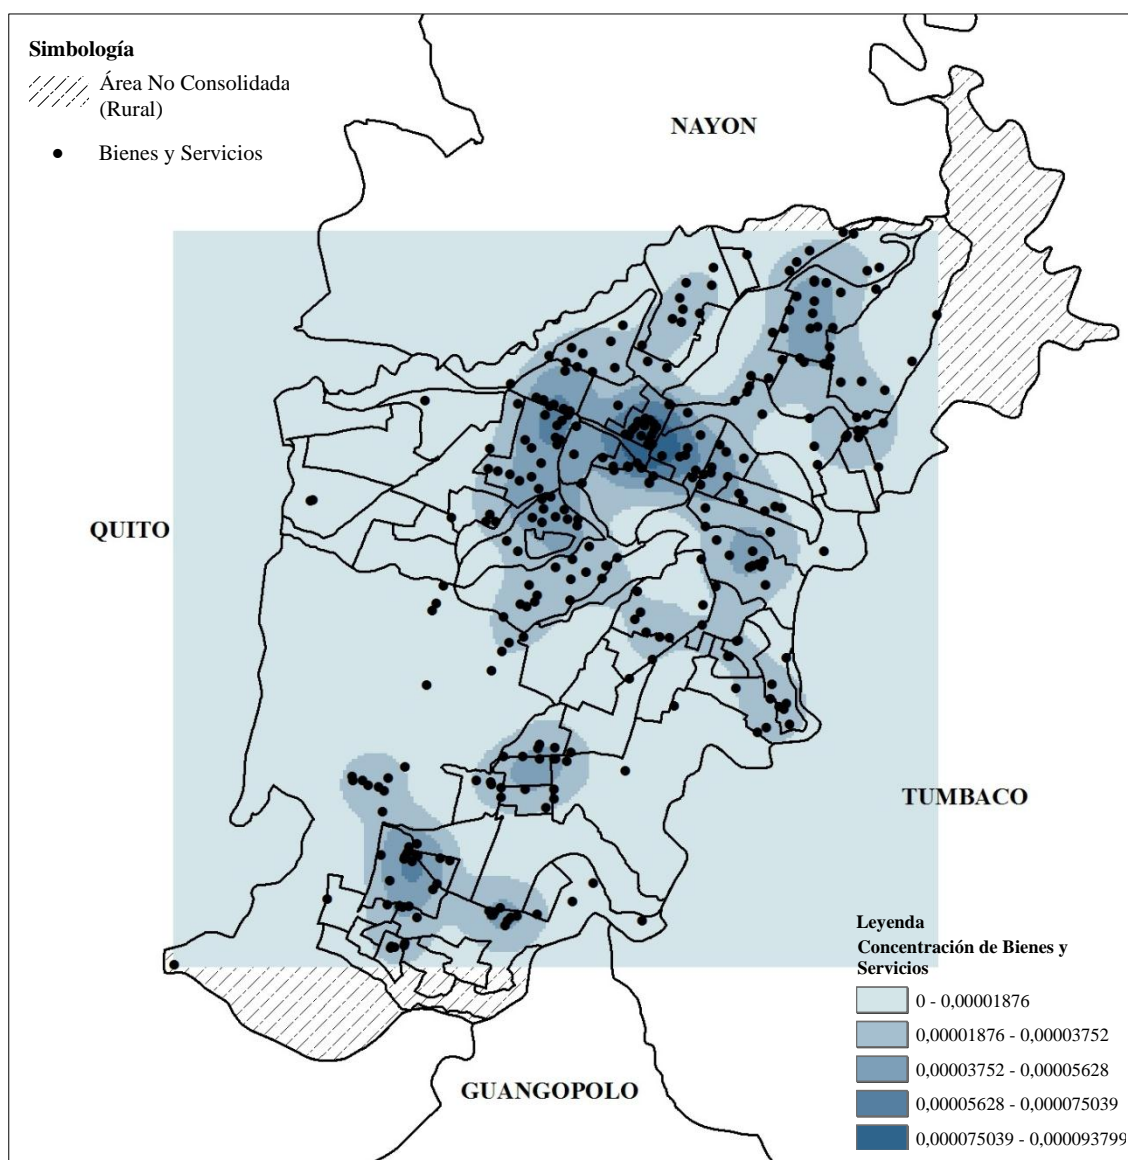 Simbología
Área No Consolidada
(Rural)
Bienes y Servicios
NAYON
QUITO
TUMBACO
GUANGOPOLO
Leyenda
Concentración de Bienes y
Servicios
0 - 0,00001876
0,00001876 - 0,00003752
0,00003752 - 0,00005628
0,00005628 - 0,000075039
0,000075039 - 0,000093799